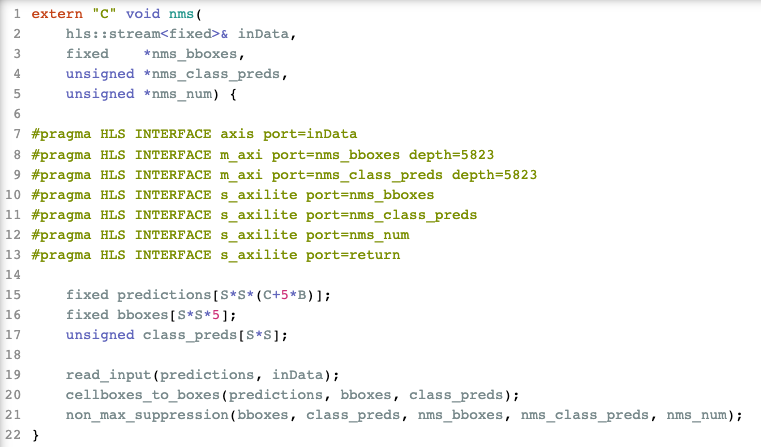 1 extern "C" void nms(
2     hls::stream<fixed>& inData,
3     fixed    *nms_bboxes,
4     unsigned *nms_class_preds,
5     unsigned *nms_num) {
6
7 #pragma HLS INTERFACE axis port=inData
8 #pragma HLS INTERFACE m_axi port=nms_bboxes depth=5823
9 #pragma HLS INTERFACE m_axi port=nms_class_preds depth=5823
10 #pragma HLS INTERFACE s_axilite port=nms_bboxes
11 #pragma HLS INTERFACE s_axilite port=nms_class_preds
12 #pragma HLS INTERFACE s_axilite port=nms_num
13 #pragma HLS INTERFACE s_axilite port=return
14
15     fixed predictions[S*S*(C+5*B)];
16     fixed bboxes[S*S*5];
17     unsigned class_preds[S*S];
18
19     read_input(predictions, inData);
20     cellboxes_to_boxes(predictions, bboxes, class_preds);
21     non_max_suppression(bboxes, class_preds, nms_bboxes, nms_class_preds, nms_num);
22 }